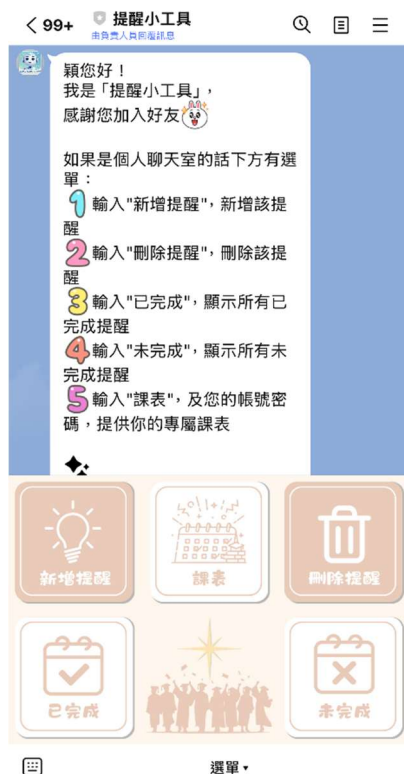 99+
提醒小工具
由負責人員回覆訊息
穎您好！
我是「提醒小工具」，
感謝您加入好友
如果是個人聊天室的話下方有選
單：
1 輸入"新增提醒"，新增該提
醒
2 輸入"刪除提醒"，刪除該提
醒
3 輸入"已完成"，顯示所有已
完成提醒
4 輸入"未完成"，顯示所有未
完成提醒
5 輸入"課表"，及您的帳號密
碼，提供你的專屬課表
新增提醒
課表
刪除提醒
已完成
未完成
選單▾